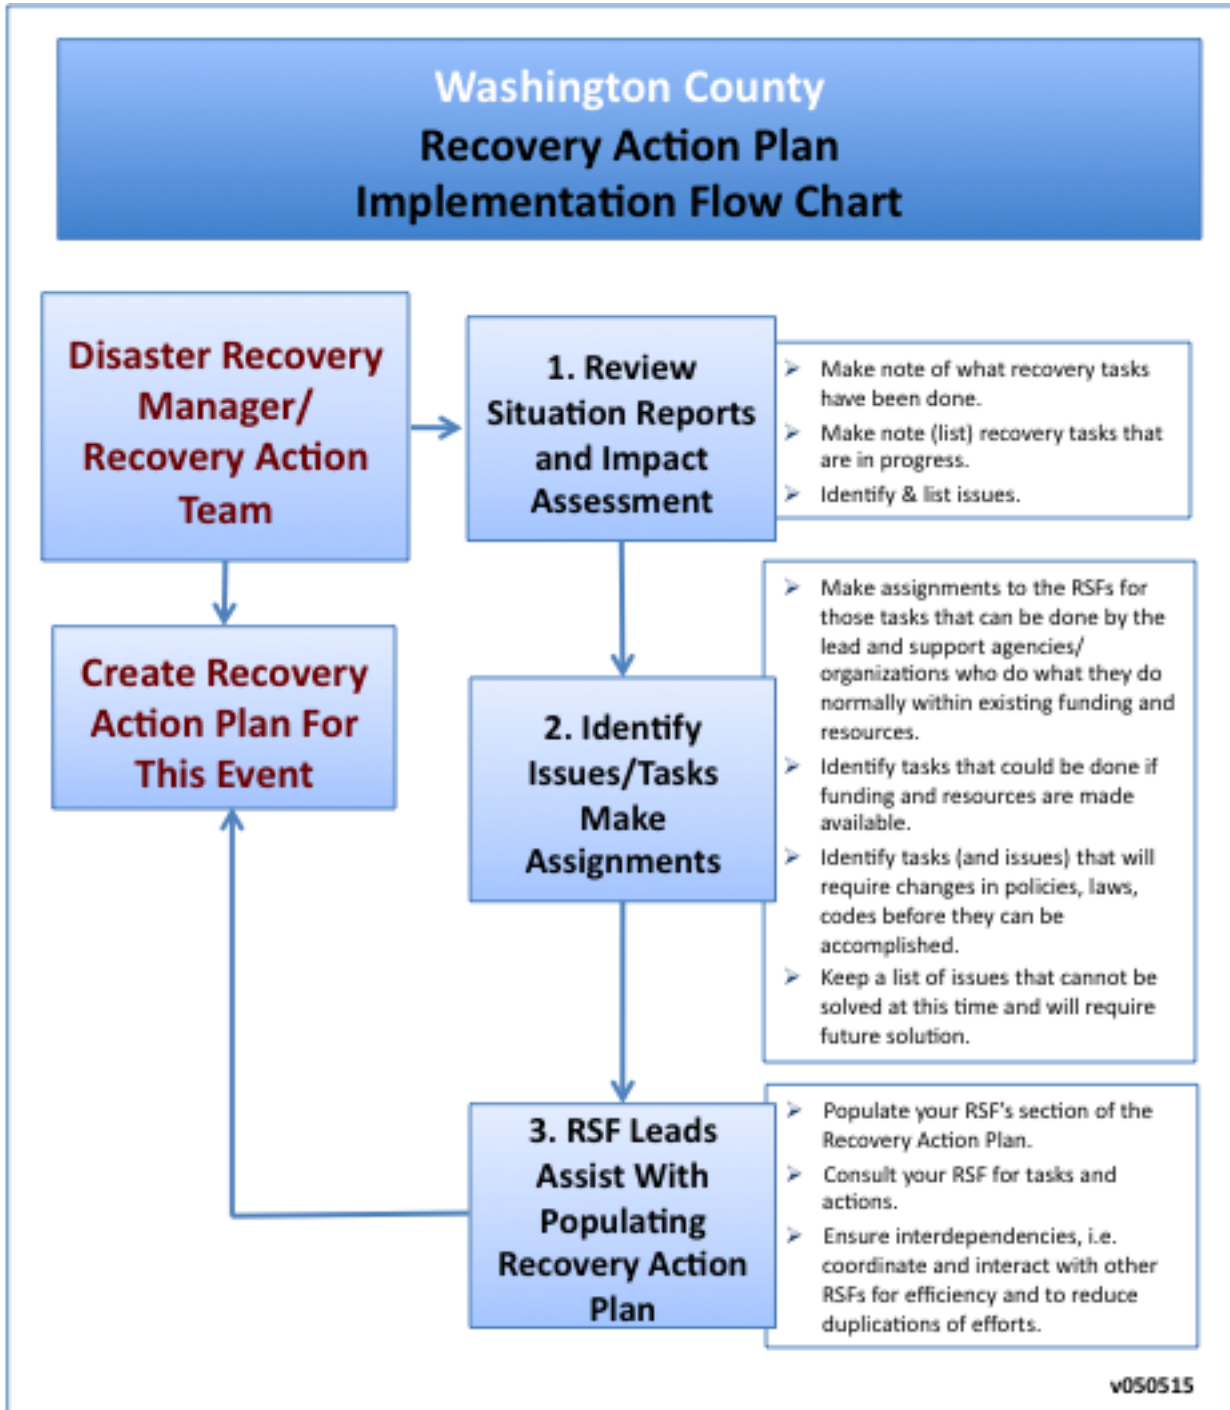 Washington County
Recovery Action Plan
Implementation Flow Chart
Disaster Recovery
Manager/
Recovery Action
Team
Create Recovery
Action Plan For
This Event
1. Review
Situation Reports
and Impact
Assessment
➢ Make note of what recovery tasks
have been done.
➢ Make note (list) recovery tasks that
are in progress.
➢ Identify & list issues.
2. Identify
Issues/Tasks
Make
Assignments
➢ Make assignments to the RSFs for
those tasks that can be done by the
lead and support agencies/
organizations who do what they do
normally within existing funding and
resources.
➢ Identify tasks that could be done if
funding and resources are made
available.
➢ Identify tasks (and issues) that will
require changes in policies, laws,
codes before they can be
accomplished.
➢ Keep a list of issues that cannot be
solved at this time and will require
future solution.
3. RSF Leads
Assist With
Populating
Recovery Action
Plan
➢ Populate your RSF's section of the
Recovery Action Plan.
➢ Consult your RSF for tasks and
actions.
➢ Ensure interdependencies, i.e.
coordinate and interact with other
RSFs for efficiency and to reduce
duplications of efforts.
v050515